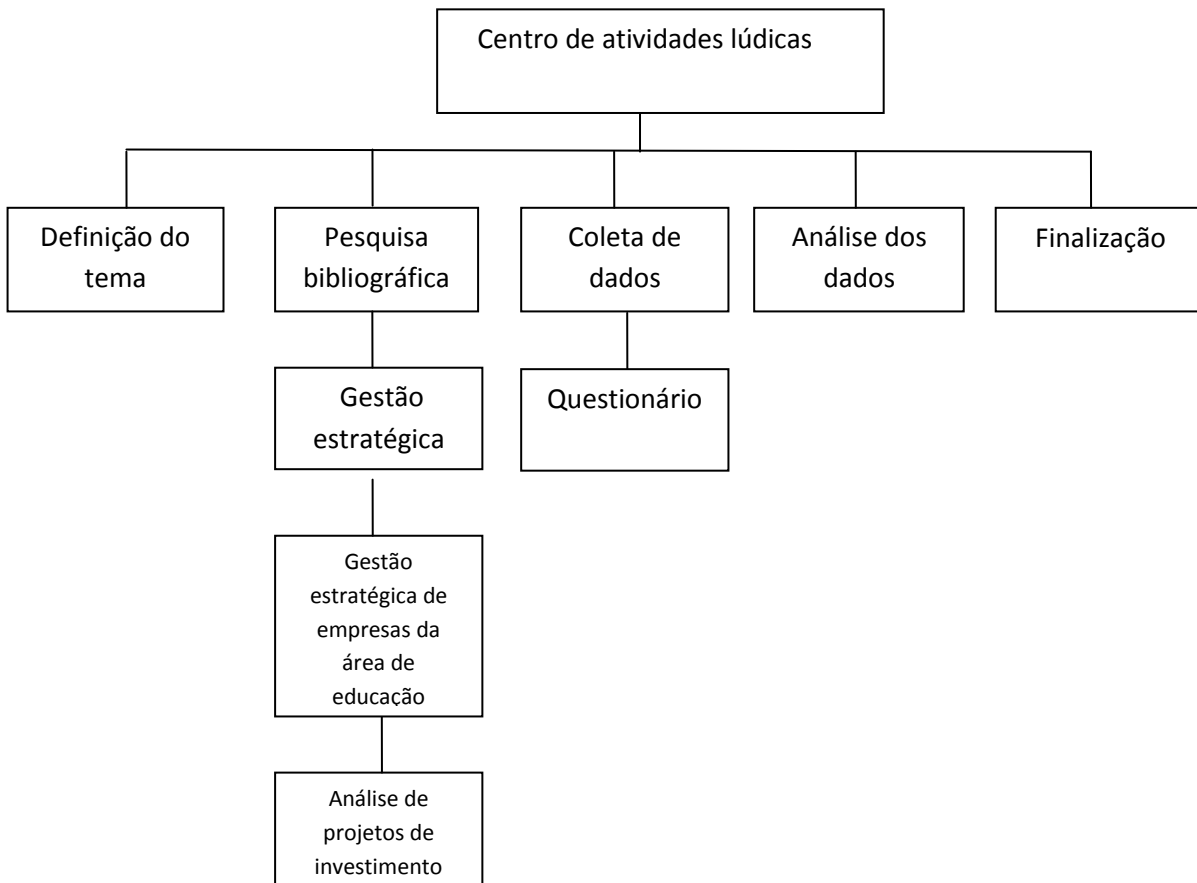 Centro de atividades lúdicas
Definição do
tema
Pesquisa
bibliográfica
Coleta de
dados
Análise dos
dados
Finalização
Gestão
estratégica
Questionário
Gestão
estratégica de
empresas da
área de
educação
Análise de
projetos de
investimento